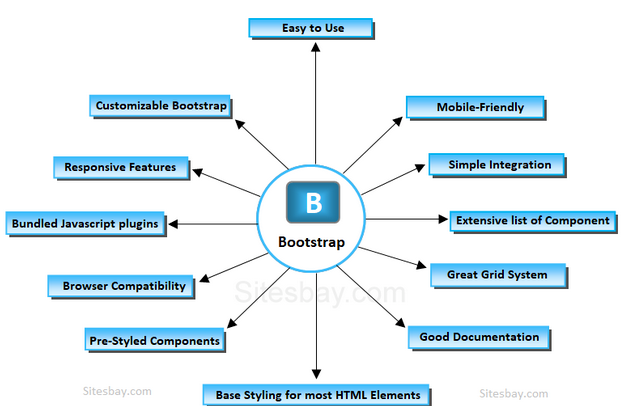 Easy to Use
Customizable Bootstrap
Mobile-Friendly
Responsive Features
Simple Integration
B
Bundled Javascript plugins
Extensive list of Component
Bootstrap
Browser Compatibility
Great Grid System
Sitesbay.com
Pre-Styled Components
Good Documentation
Sitesbay.com
Base Styling for most HTML Elements
Sitesbay.com